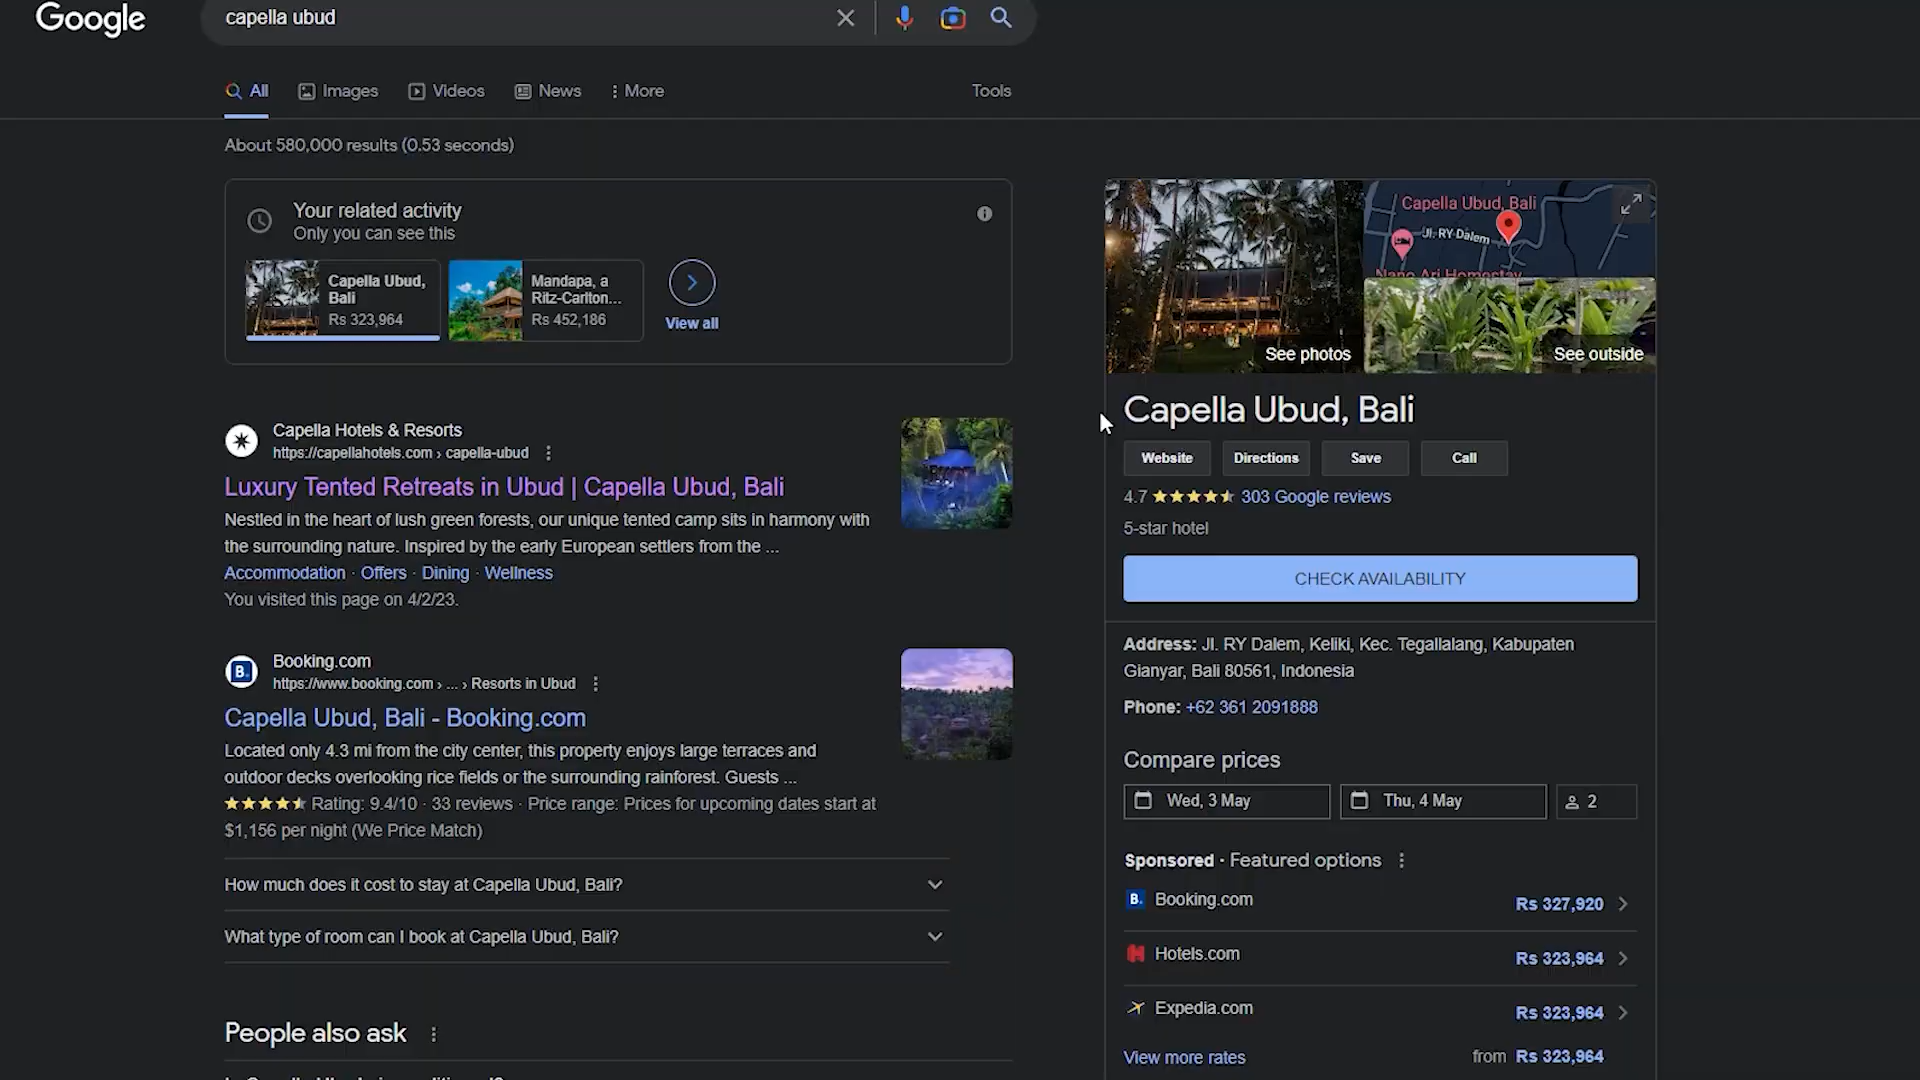 Google
capella ubud
All
Images
Videos
News
More
Tools
About 580,000 results (0.53 seconds)
Your related activity
Only you can see this
Capella Ubud,
Bali
Rs 323,964
Mandapa, a
Ritz-Carlton...
Rs 452,186
View all
Capella Hotels & Resorts
https://capellahotels.com › capella-ubud
Luxury Tented Retreats in Ubud | Capella Ubud, Bali
Nestled in the heart of lush green forests, our unique tented camp sits in harmony with
the surrounding nature. Inspired by the early European settlers from the ...
Accommodation · Offers · Dining · Wellness
You visited this page on 4/2/23.
B.
Booking.com
https://www.booking.com › ... › Resorts in Ubud
Capella Ubud, Bali - Booking.com
Located only 4.3 mi from the city center, this property enjoys large terraces and
outdoor decks overlooking rice fields or the surrounding rainforest. Guests ...
Rating: 9.4/10 · 33 reviews · Price range: Prices for upcoming dates start at
$1,156 per night (We Price Match)
How much does it cost to stay at Capella Ubud, Bali?
What type of room can I book at Capella Ubud, Bali?
People also ask
Capella Ubud, Bali
Jl. RY Dalem
Nano Ari Homestay
See photos
See outside
Capella Ubud, Bali
Website
Directions
Save
Call
4.7
303 Google reviews
5-star hotel
CHECK AVAILABILITY
Address: Jl. RY Dalem, Keliki, Kec. Tegallalang, Kabupaten
Gianyar, Bali 80561, Indonesia
Phone: +62 361 2091888
Compare prices
Wed, 3 May
Thu, 4 May
2
Sponsored · Featured options
B.
Booking.com
Rs 327,920
Hotels.com
Rs 323,964
Expedia.com
Rs 323,964
View more rates
from Rs 323,964